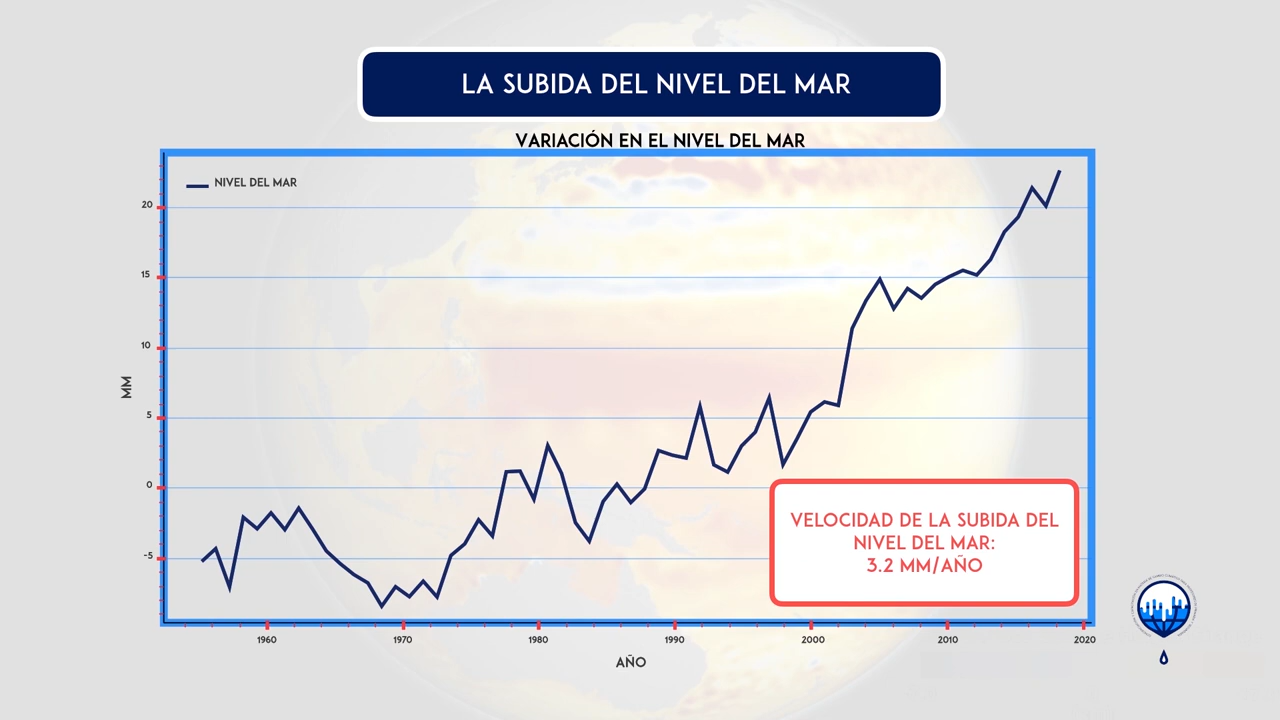 LA SUBIDA DEL NIVEL DEL MAR
VARIACIÓN EN EL NIVEL DEL MAR
NIVEL DEL MAR
20
15
10
5
0
-5
MM
1960 1970 1980 1990 2000 2010 2020
AÑO
VELOCIDAD DE LA SUBIDA DEL
NIVEL DEL MAR:
3.2 MM/AÑO